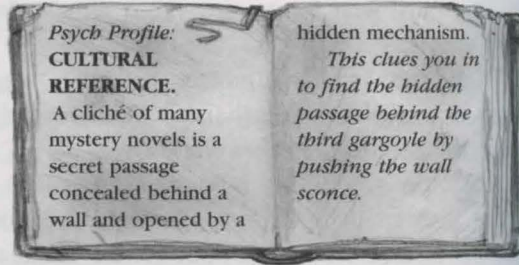 Psych Profile:
CULTURAL
REFERENCE.
A cliché of many
mystery novels is a
secret passage
concealed behind a
wall and opened by a
hidden mechanism.
This clues you in
to find the hidden
passage behind the
third gargoyle by
pushing the wall
sconce.